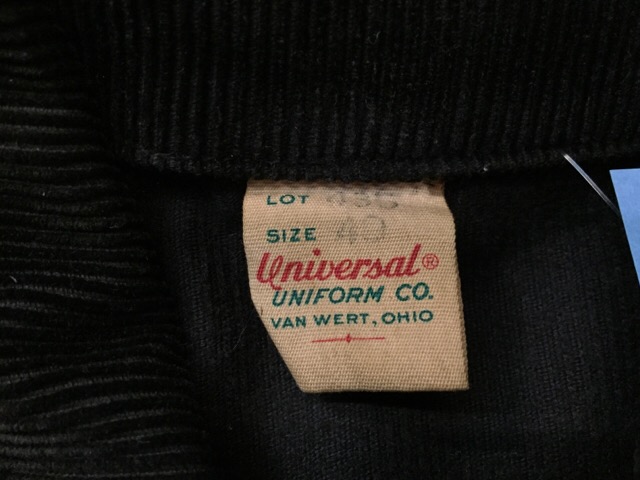 LOT
SIZE 40
Universal®
UNIFORM CO.
VAN WERT, OHIO